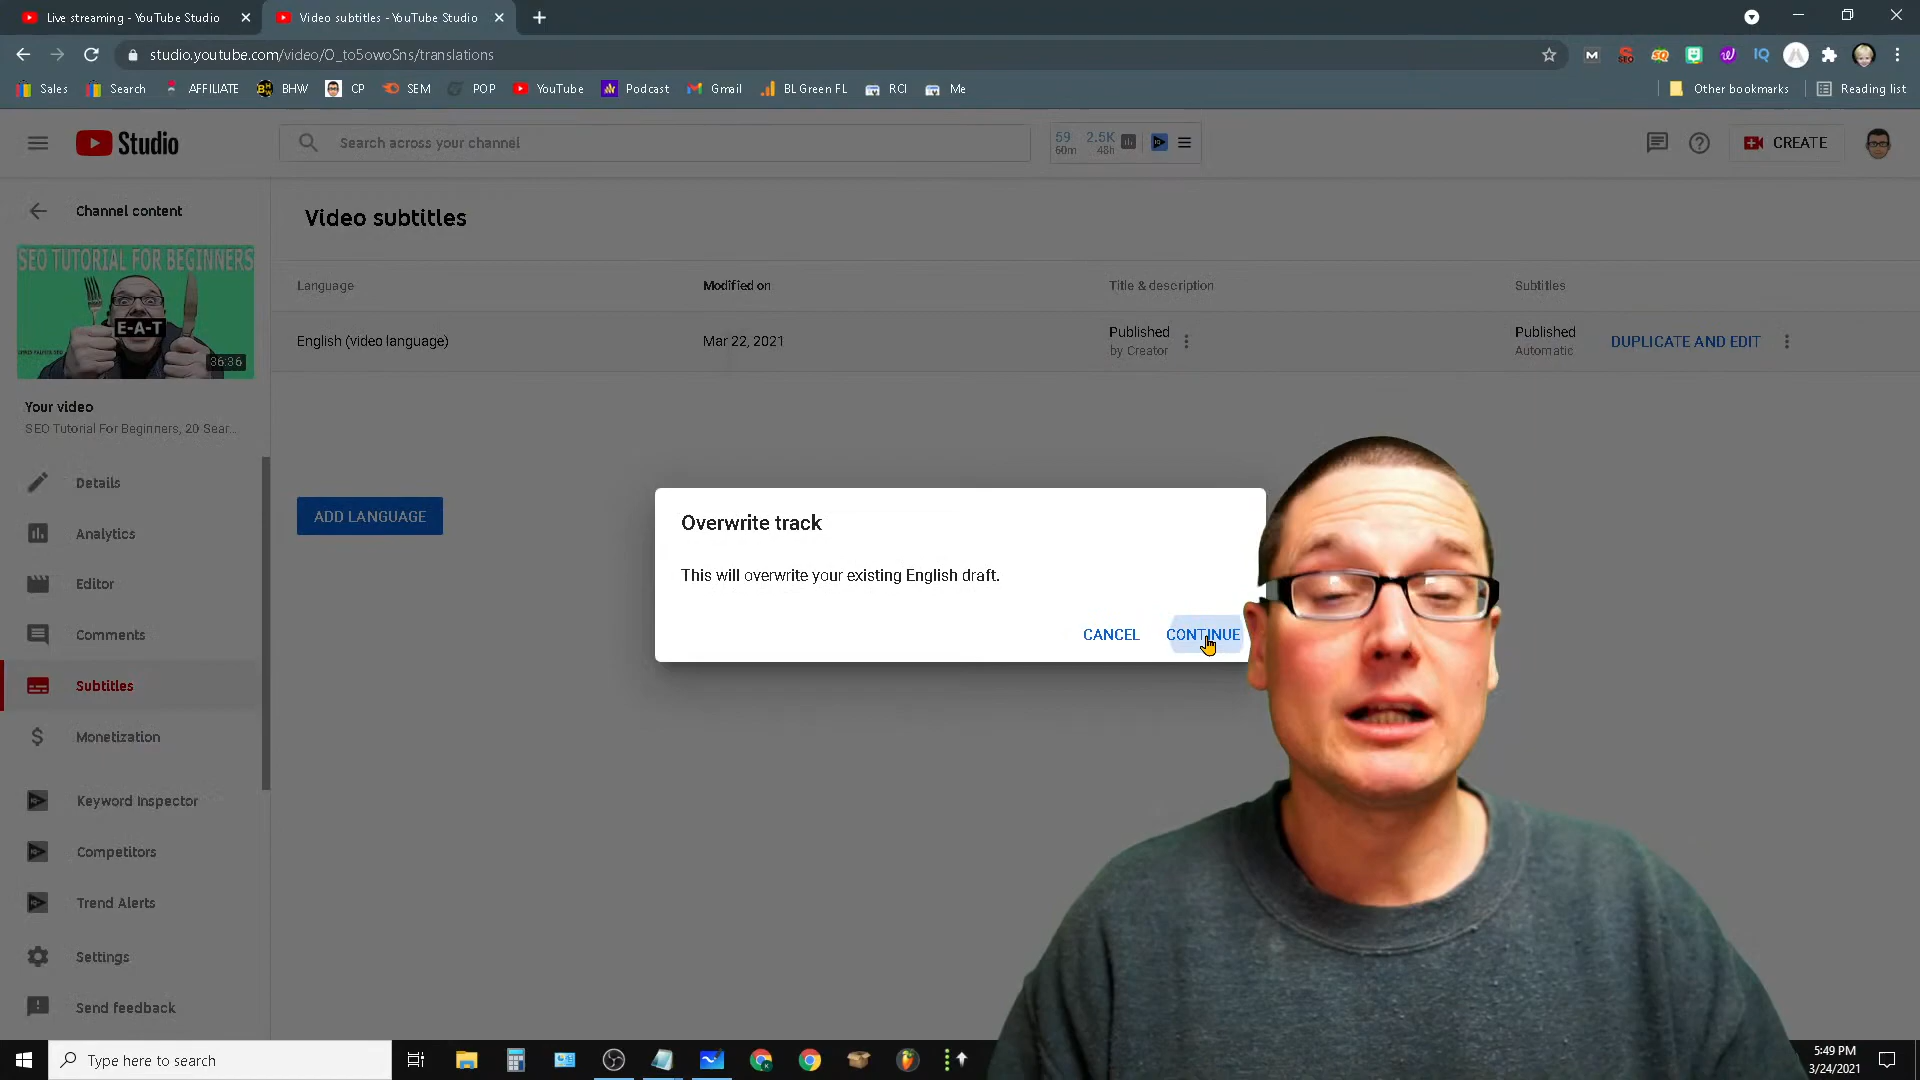 Live streaming - YouTube Studio
Video subtitles - YouTube Studio
studio.youtube.com/video/O_to5owoSns/translations
Sales
Search
AFFILIATE
BHW
CP
SEM
POP
YouTube
Podcast
Gmail
BL Green FL
RCI
Me
Other bookmarks
Reading list
Studio
Search across your channel
59
60m
2.5K
48h
CREATE
Channel content
SEO TUTORIAL FOR BEGINNERS
E-A-T
36:36
Your video
SEO Tutorial For Beginners, 20 Sear...
Details
Analytics
Editor
Comments
Subtitles
Monetization
Keyword Inspector
Competitors
Trend Alerts
Settings
Send feedback
Video subtitles
Language
Modified on
Title & description
Subtitles
English (video language)
Mar 22, 2021
Published
by Creator
Published
Automatic
DUPLICATE AND EDIT
ADD LANGUAGE
Overwrite track
This will overwrite your existing English draft.
CANCEL
CONTINUE
Type here to search
5:49 PM
3/24/2021